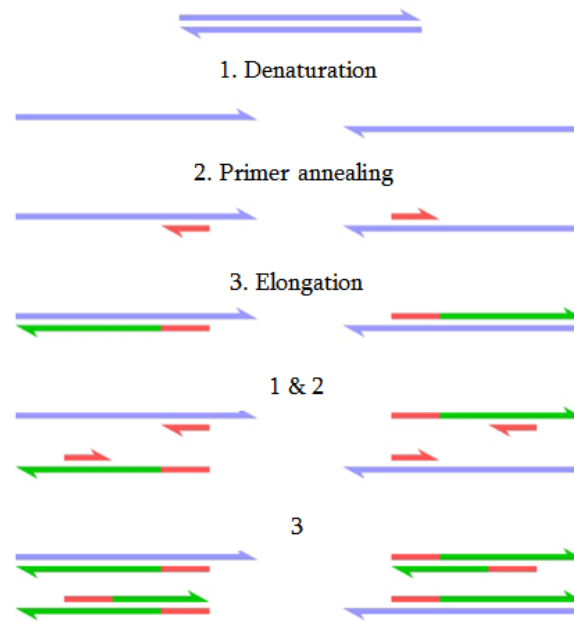 1. Denaturation
2. Primer annealing
3. Elongation
1 & 2
3